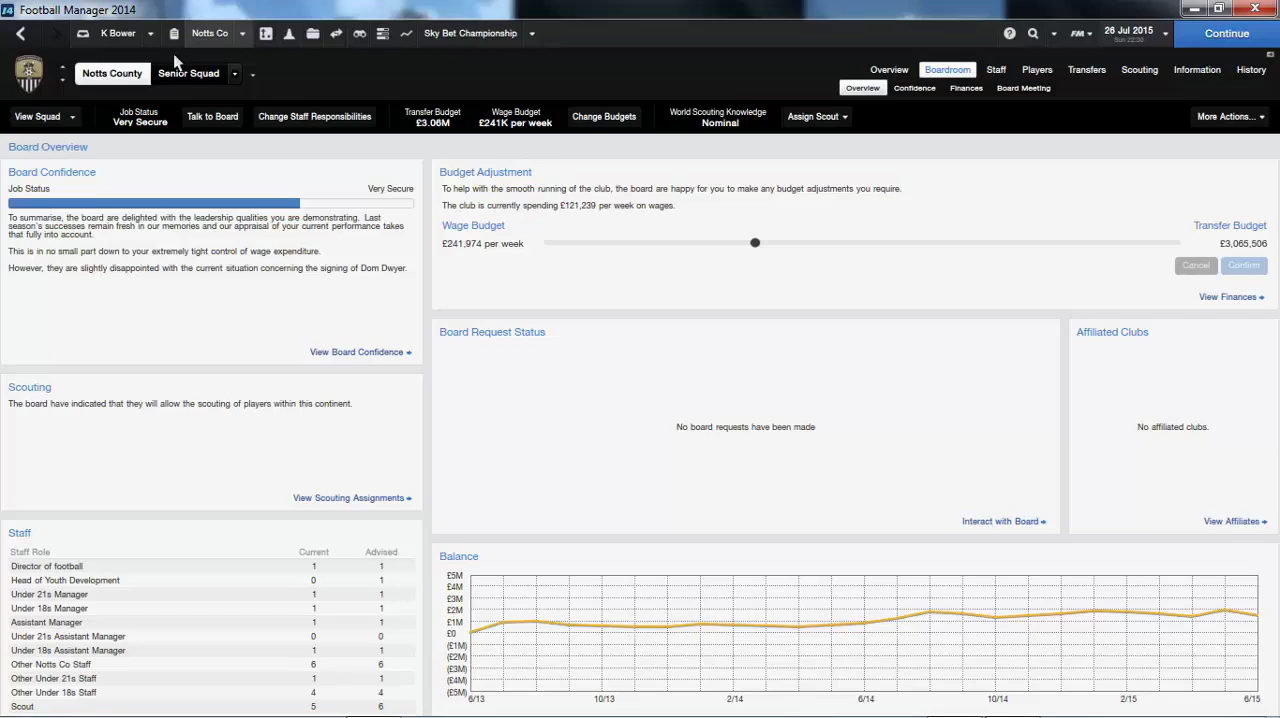 Football Manager 2014
K Bower
Notts Co
Sky Bet Championship
FM
26 Jul 2015
Sun 22:30
Continue
Notts County
Senior Squad
Overview
Boardroom
Staff
Players
Transfers
Scouting
Information
History
Overview
Confidence
Finances
Board Meeting
View Squad
Job Status
Very Secure
Talk to Board
Change Staff Responsibilities
Transfer Budget
£3.06M
Wage Budget
£241K per week
Change Budgets
World Scouting Knowledge
Nominal
Assign Scout
More Actions...
Board Overview
Board Confidence
Job Status
Very Secure
To summarise, the board are delighted with the leadership qualities you are demonstrating. Last
season's successes remain fresh in our memories and our appraisal of your current performance takes
that fully into account.
This is in no small part down to your extremely tight control of wage expenditure.
However, they are slightly disappointed with the current situation concerning the signing of Dom Dwyer.
View Board Confidence
Budget Adjustment
To help with the smooth running of the club, the board are happy for you to make any budget adjustments you require.
The club is currently spending £121,239 per week on wages.
Wage Budget
Transfer Budget
£241,974 per week
£3,065,506
Cancel
Confirm
View Finances
Scouting
The board have indicated that they will allow the scouting of players within this continent.
View Scouting Assignments
Board Request Status
No board requests have been made
Interact with Board
Affiliated Clubs
No affiliated clubs.
View Affiliates
Staff
Staff Role Current Advised
Director of football 1 1
Head of Youth Development 0 1
Under 21s Manager 1 1
Under 18s Manager 1 1
Assistant Manager 1 1
Under 21s Assistant Manager 0 0
Under 18s Assistant Manager 1 1
Other Notts Co Staff 6 6
Other Under 21s Staff 1 1
Other Under 18s Staff 4 4
Scout 5 6
Balance
£5M
£4M
£3M
£2M
£1M
£0
(£1M)
(£2M)
(£3M)
(£4M)
(£5M)
6/13 10/13 2/14 6/14 10/14 2/15 6/15